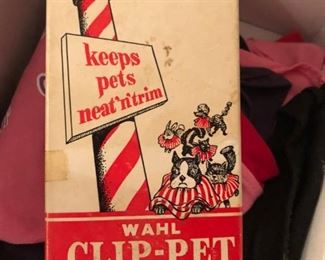 keeps
pets
neat'n'trim
WAHL
CLIP-PET